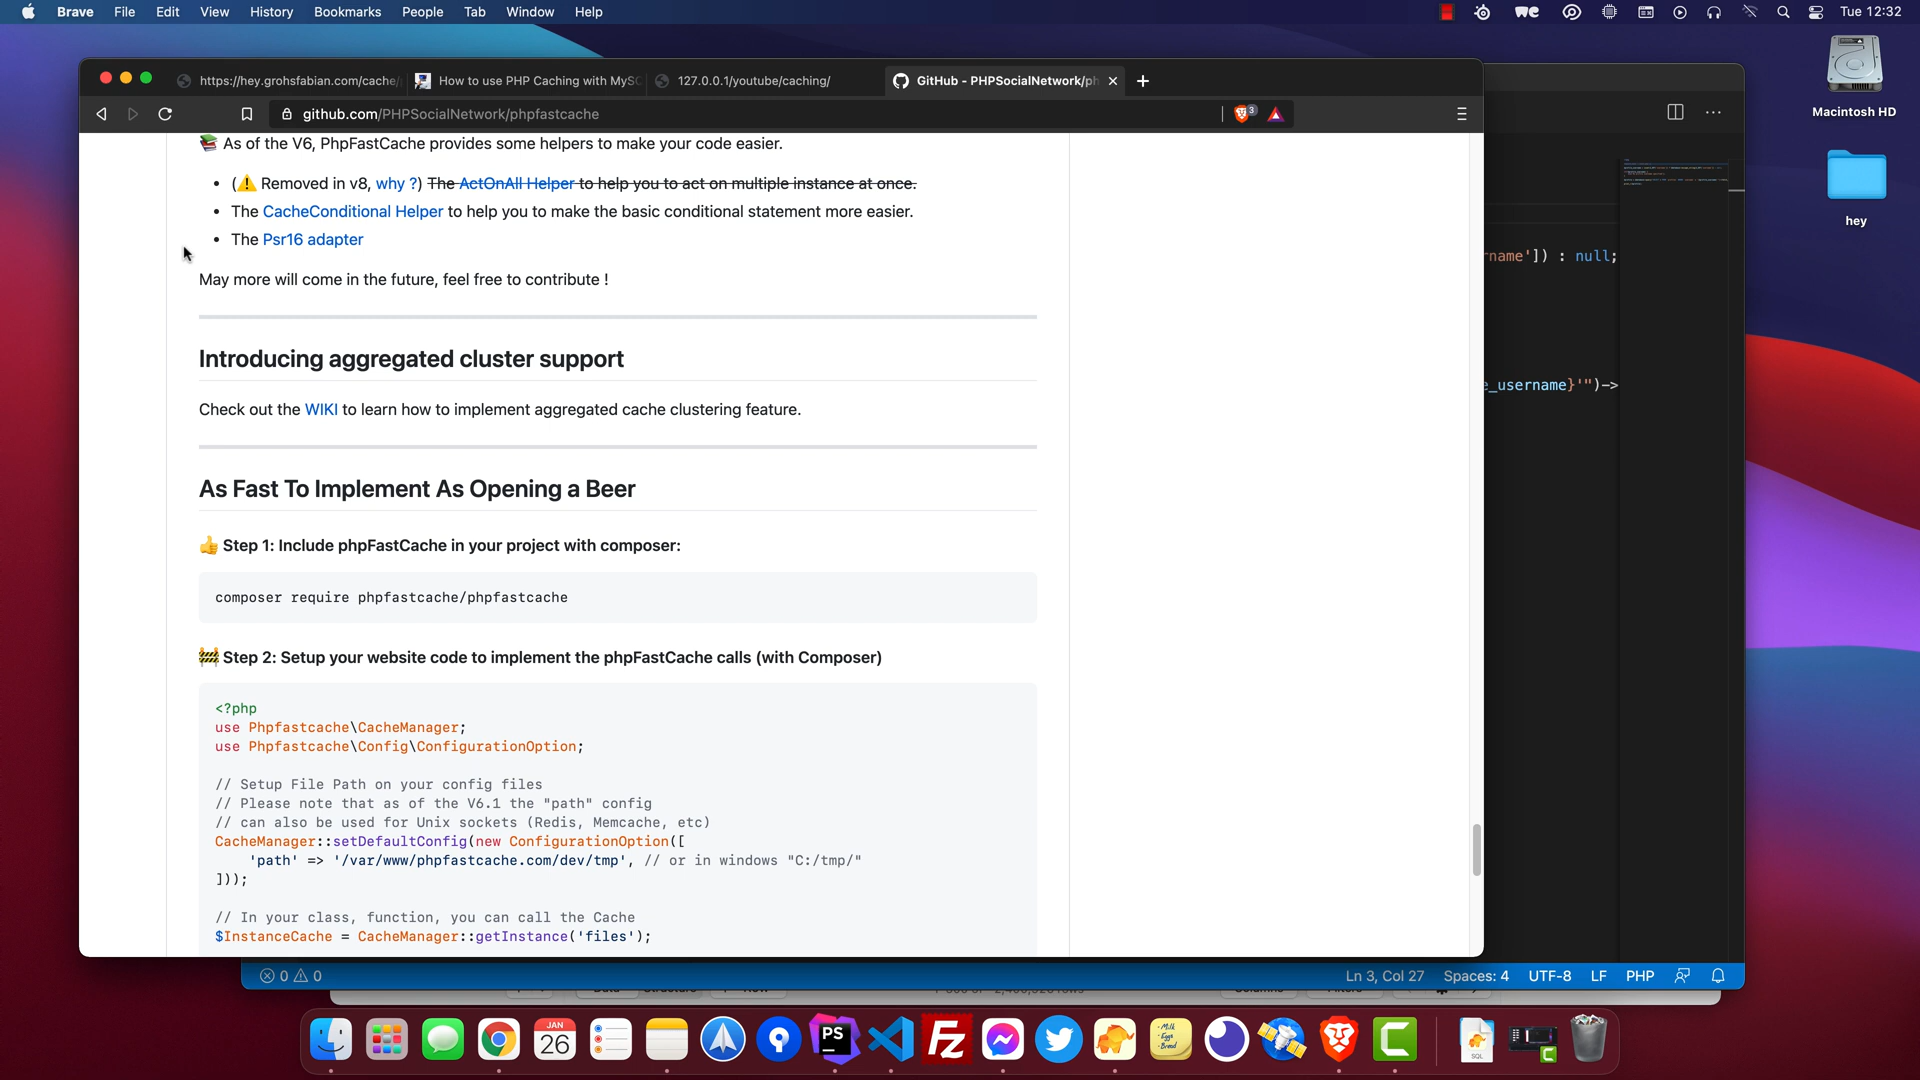 Brave File Edit View History Bookmarks People Tab Window Help
Tue 12:32
https://hey.grohsfabian.com/cache/
How to use PHP Caching with MyS
127.0.0.1/youtube/caching/
GitHub - PHPSocialNetwork/ph
github.com/PHPSocialNetwork/phpfastcache
3
Macintosh HD
hey
📚 As of the V6, PhpFastCache provides some helpers to make your code easier.
• (⚠ Removed in v8, why ?) The ActOnAll Helper to help you to act on multiple instance at once.
• The CacheConditional Helper to help you to make the basic conditional statement more easier.
• The Psr16 adapter
May more will come in the future, feel free to contribute !
Introducing aggregated cluster support
Check out the WIKI to learn how to implement aggregated cache clustering feature.
As Fast To Implement As Opening a Beer
👍 Step 1: Include phpFastCache in your project with composer:
composer require phpfastcache/phpfastcache
🚧 Step 2: Setup your website code to implement the phpFastCache calls (with Composer)
<?php
use Phpfastcache\CacheManager;
use Phpfastcache\Config\ConfigurationOption;
// Setup File Path on your config files
// Please note that as of the V6.1 the "path" config
// can also be used for Unix sockets (Redis, Memcache, etc)
CacheManager::setDefaultConfig(new ConfigurationOption([
'path' => '/var/www/phpfastcache.com/dev/tmp', // or in windows "C:/tmp/"
]));
// In your class, function, you can call the Cache
$InstanceCache = CacheManager::getInstance('files');
name']) : null;
_username}'")->
0 0
Ln 3, Col 27 Spaces: 4 UTF-8 LF PHP
JAN
26
PS
Fz
Milk
Eggs
Bread
C
SQL
C